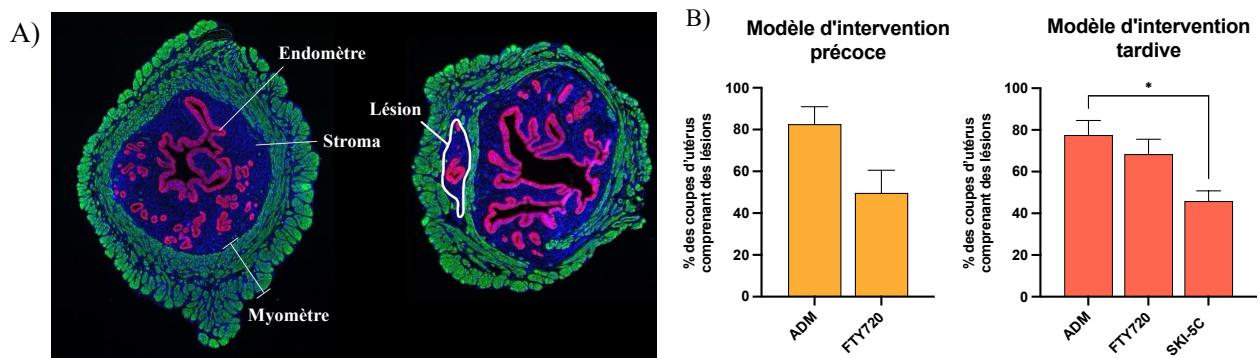 A)
Endomètre
Lésion
Stroma
Myomètre
B)
Modèle d'intervention
précoce
% des coupes d'utérus
comprenant des lésions
100
80
60
40
20
0
ADM
FTY720
Modèle d'intervention
tardive
% des coupes d'utérus
comprenant des lésions
100
80
60
40
20
0
*
ADM
FTY720
SKI-5C